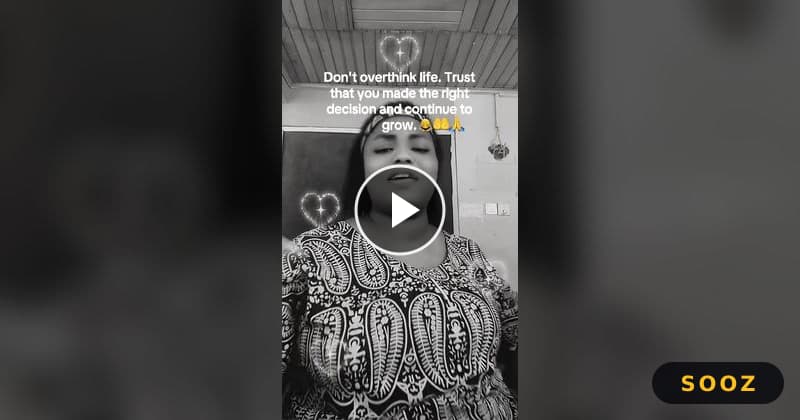 Don't overthink life. Trust
that you made the right
decision and continue to
grow. 😂🫶🙏
SOOZ